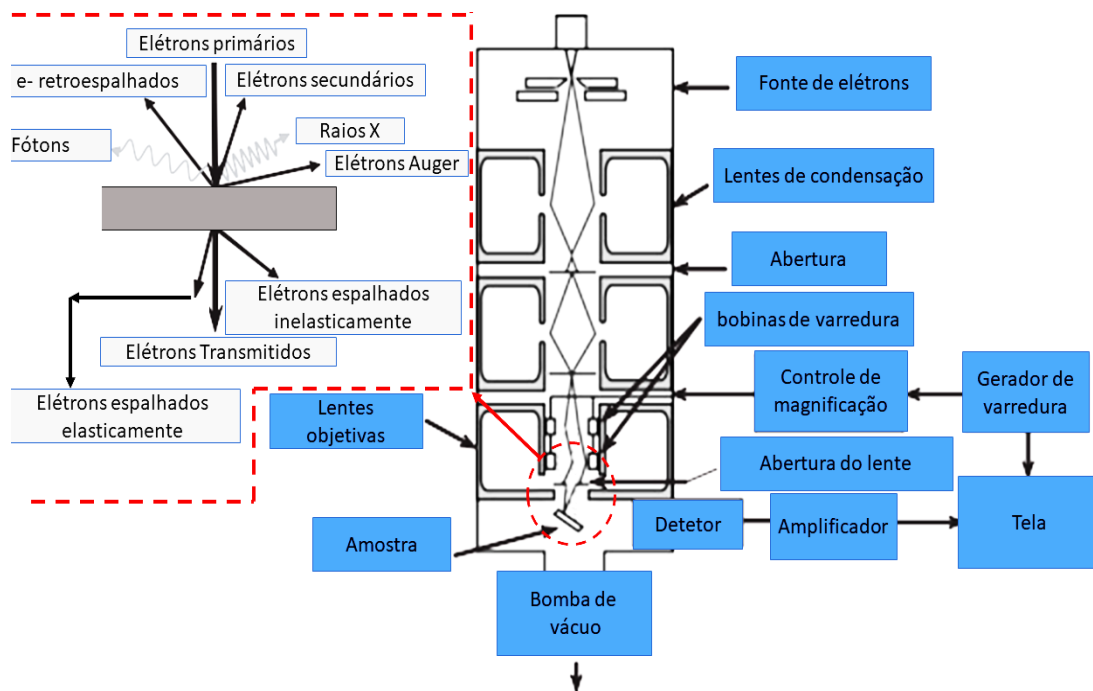 Elétrons primários
e- retroespalhados
Elétrons secundários
Fótons
Raios X
Elétrons Auger
Elétrons espalhados
inelasticamente
Elétrons Transmitidos
Elétrons espalhados
elasticamente
Fonte de elétrons
Lentes de condensação
Abertura
bobinas de varredura
Controle de
magnificação
Gerador de
varredura
Lentes
objetivas
Abertura do lente
Detetor
Amplificador
Tela
Amostra
Bomba de
vácuo